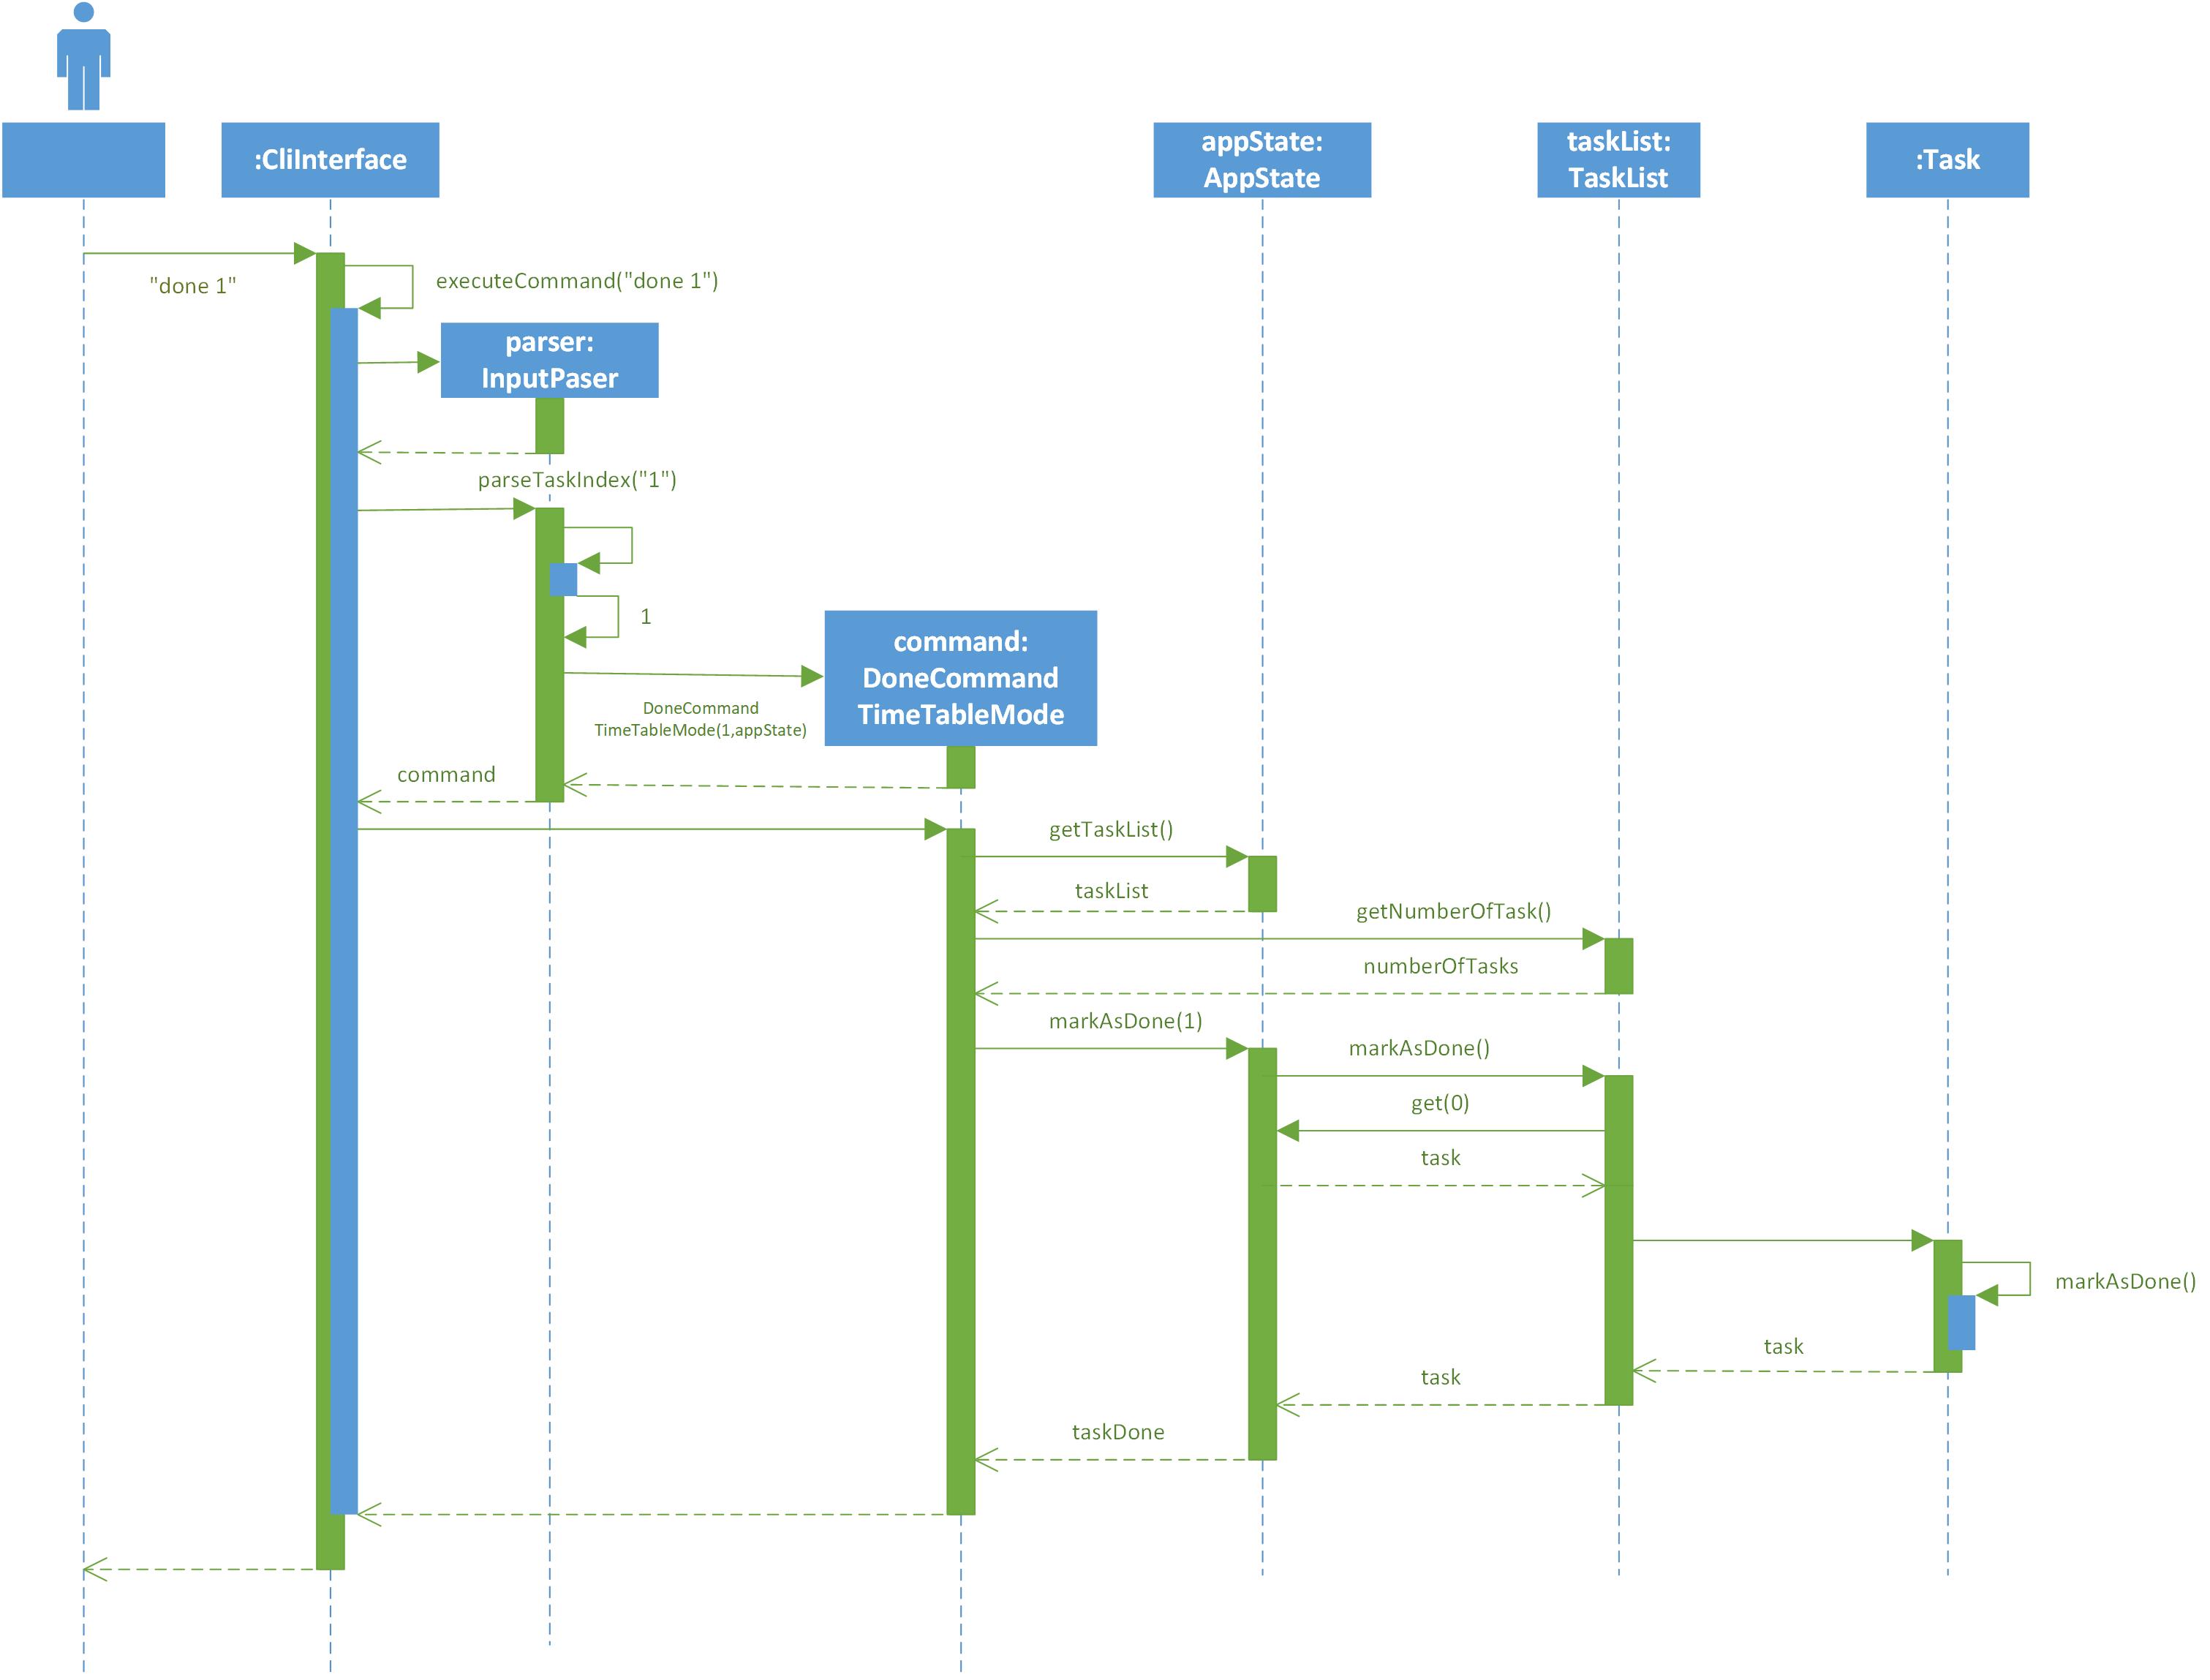 :CliInterface
appState:
AppState
taskList:
TaskList
:Task
"done 1"
executeCommand("done 1")
parser:
InputPaser
parseTaskIndex("1")
1
command:
DoneCommand
TimeTableMode
DoneCommand
TimeTableMode(1,appState)
command
getTaskList()
taskList
getNumberOfTask()
numberOfTasks
markAsDone(1)
markAsDone()
get(0)
task
markAsDone()
task
task
taskDone